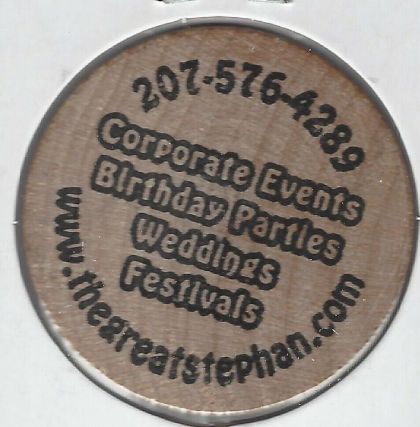 207-576-4289
Corporate Events
Birthday Parties
Weddings
Festivals
www.thegreatstephan.com